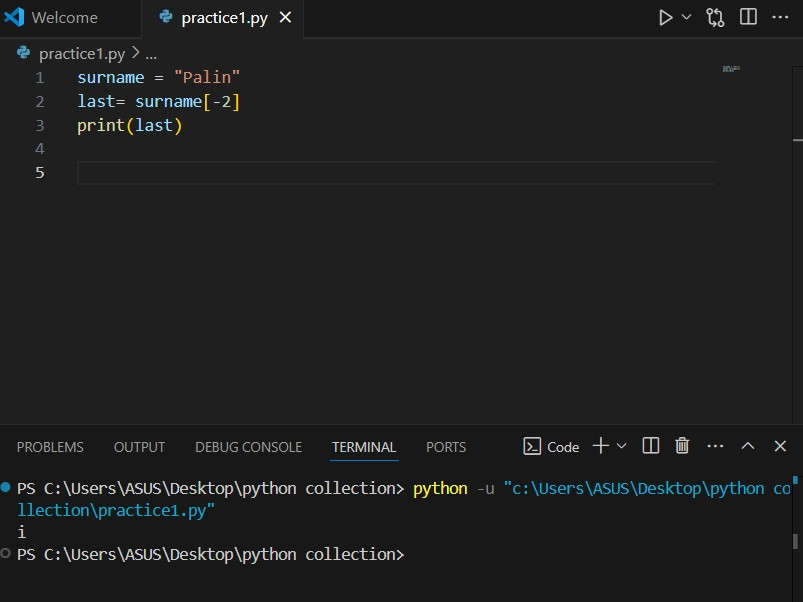 Welcome
practice1.py
practice1.py > ...
1 surname = "Palin"
2 last= surname[-2]
3 print(last)
4
5
PROBLEMS OUTPUT DEBUG CONSOLE TERMINAL PORTS Code
PS C:\Users\ASUS\Desktop\python collection> python -u "c:\Users\ASUS\Desktop\python co
llection\practice1.py"
i
PS C:\Users\ASUS\Desktop\python collection>